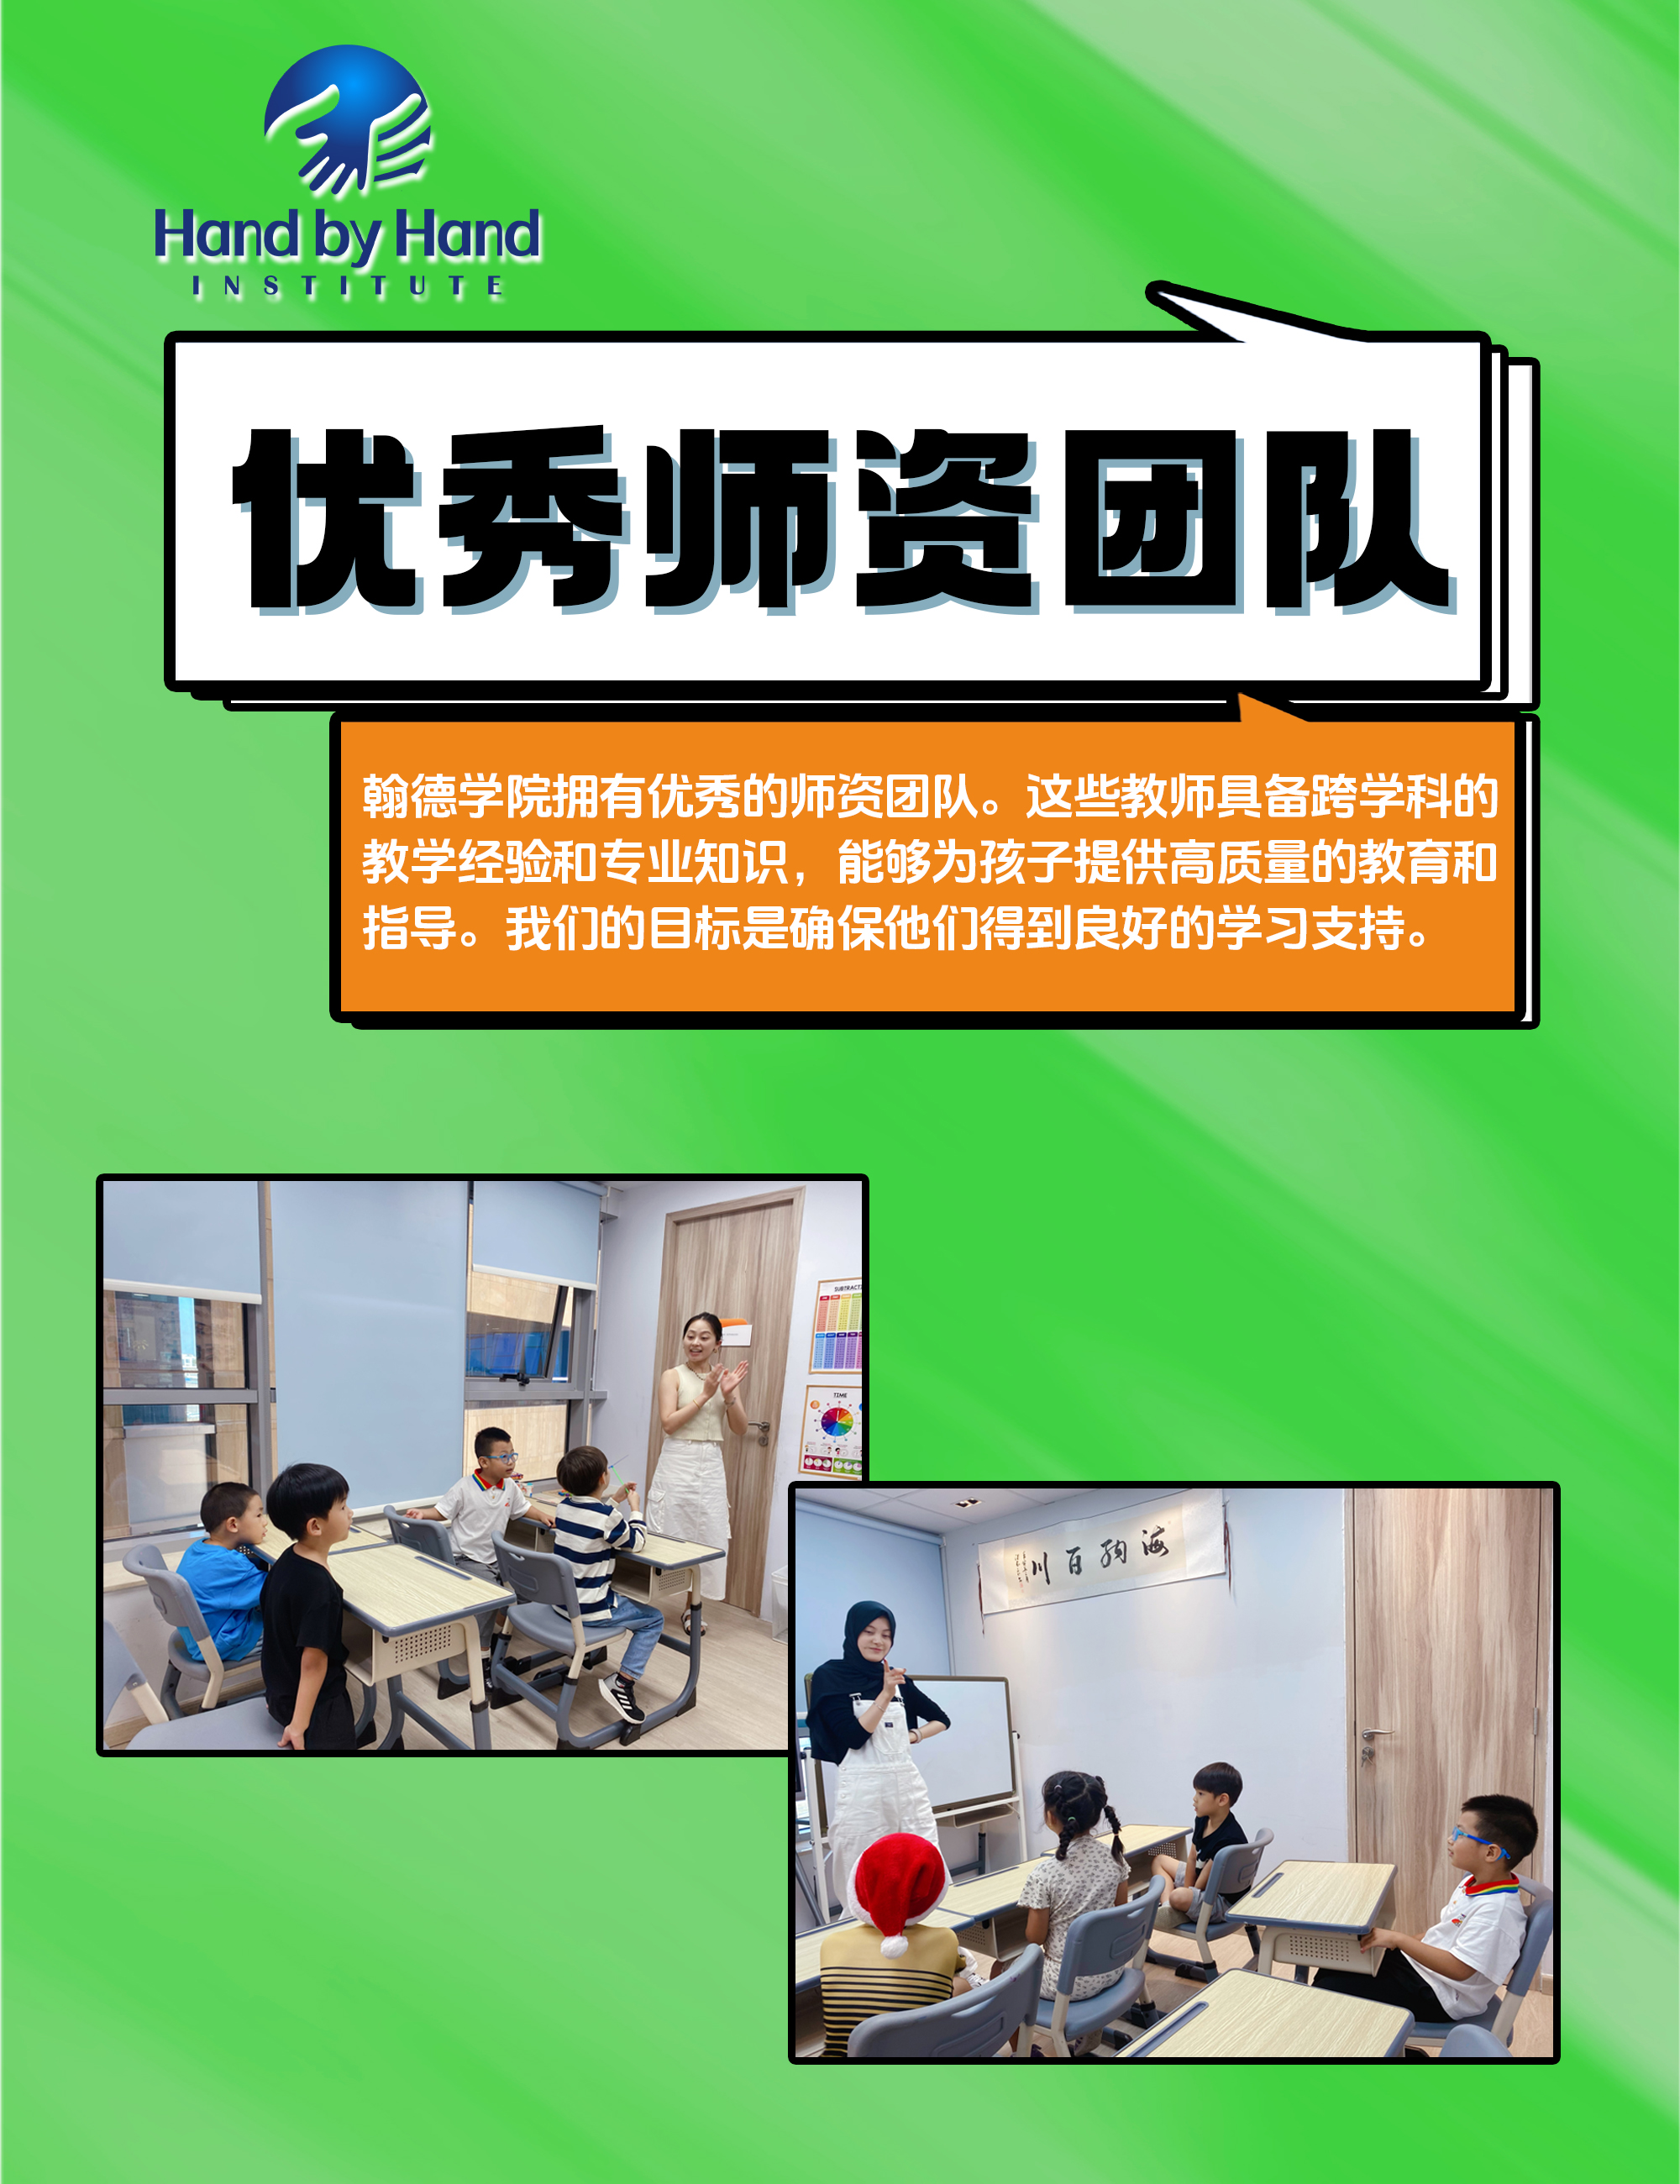 Hand by Hand
INSTITUTE
优秀师资团队
翰德学院拥有优秀的师资团队。这些教师具备跨学科的
教学经验和专业知识，能够为孩子提供高质量的教育和
指导。我们的目标是确保他们得到良好的学习支持。
TIME
川百纳海